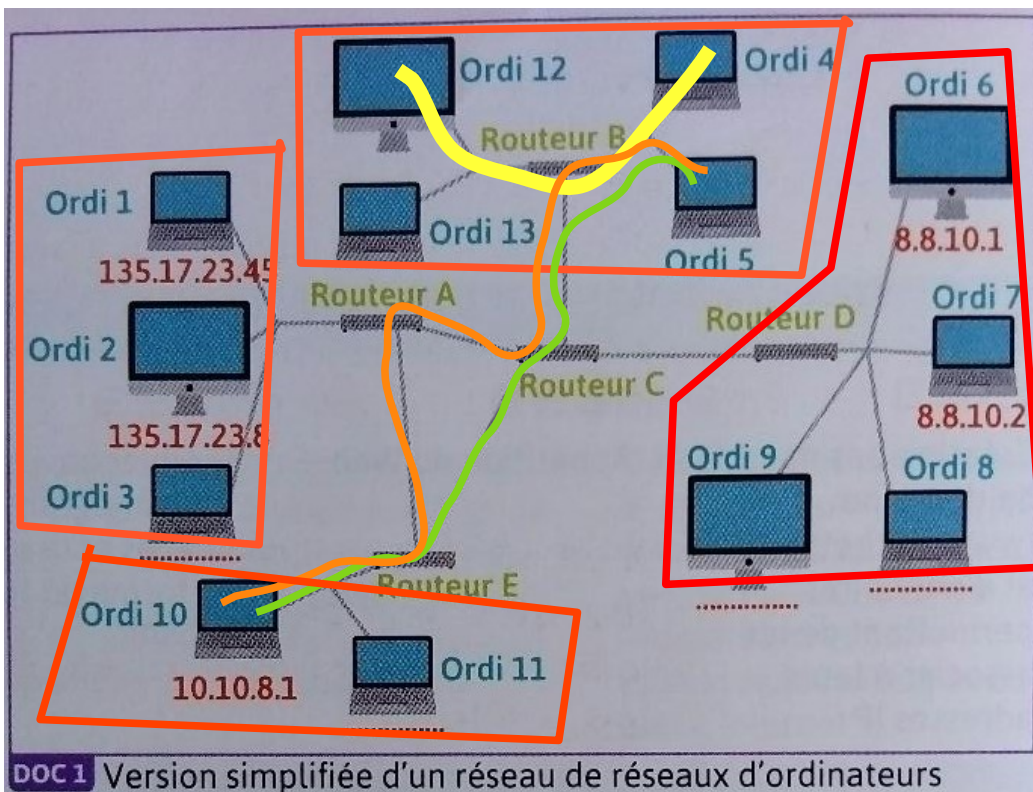 Ordi 12
Ordi 4
Ordi 6
Routeur B
Ordi 1
Ordi 13
Ordi 5
8.8.10.1
135.17.23.45
Routeur A
Ordi 7
Routeur D
Ordi 2
Routeur C
8.8.10.2
135.17.23.8
Ordi 9
Ordi 8
Ordi 3
Routeur E
Ordi 10
Ordi 11
10.10.8.1
DOC 1 Version simplifiée d'un réseau de réseaux d'ordinateurs